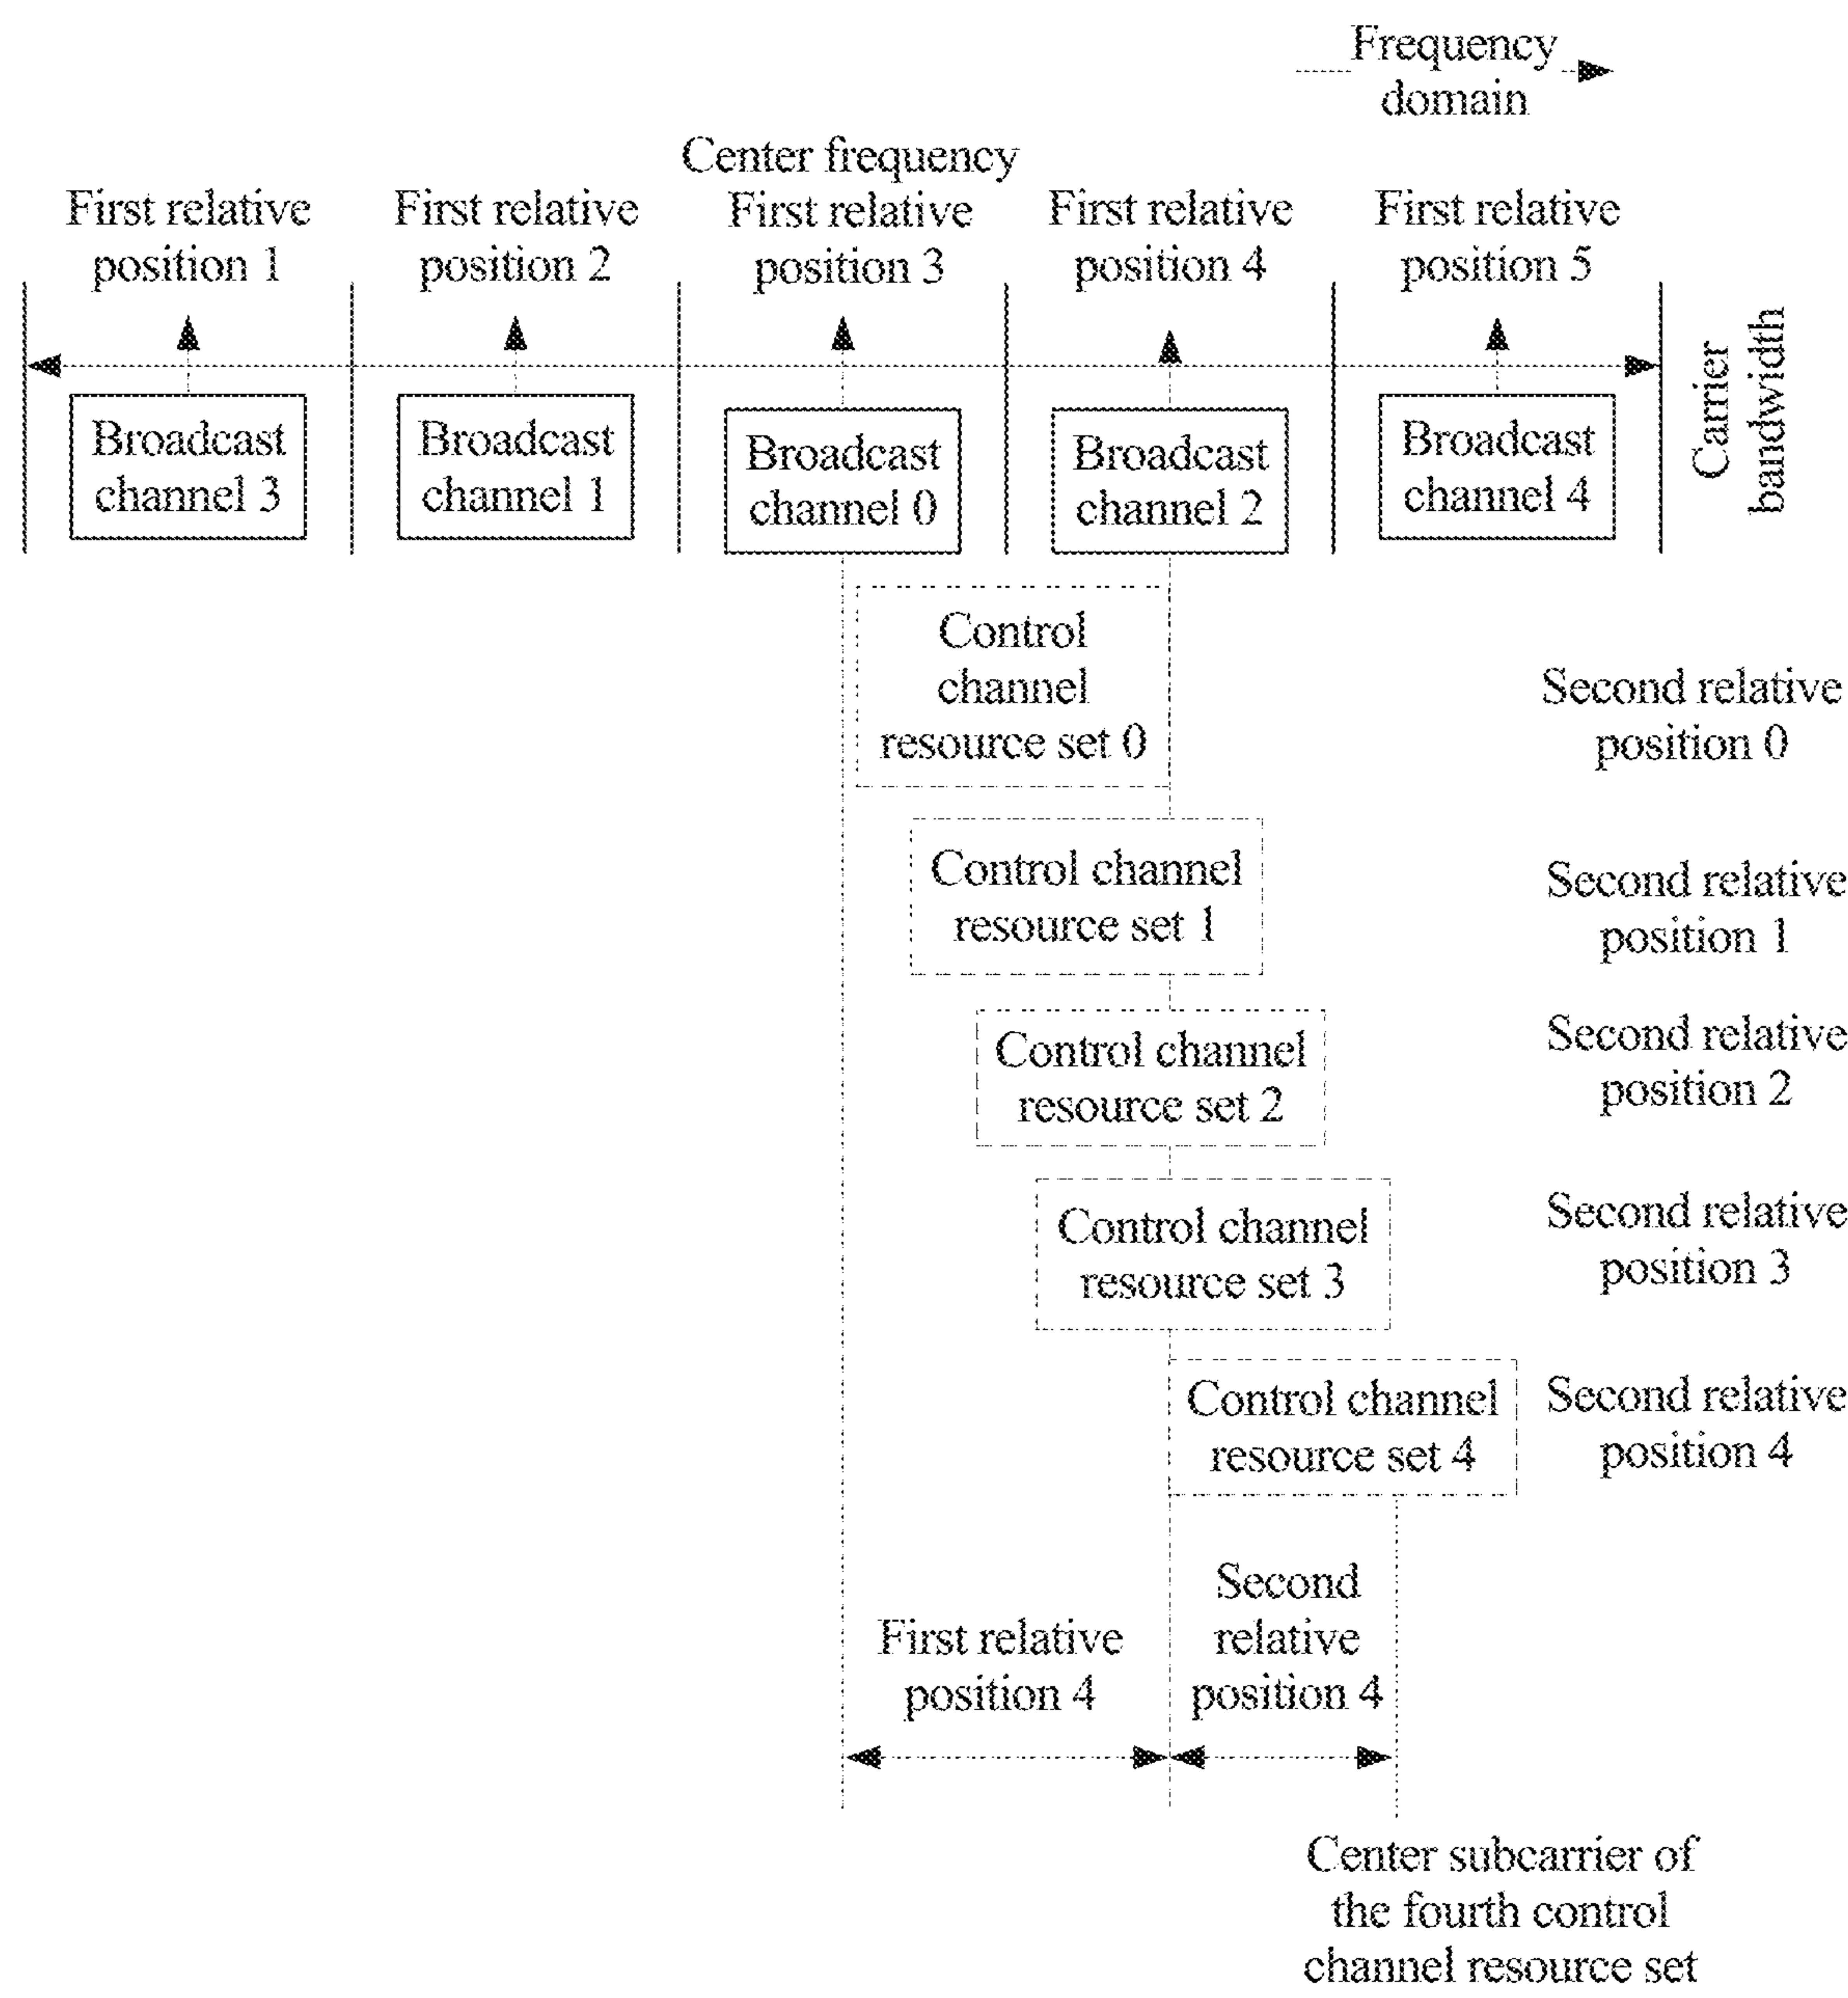 Frequency
domain
Center frequency
First relative
position 1
First relative
position 2
First relative
position 3
First relative
position 4
First relative
position 5
Carrier
bandwidth
Broadcast
channel 3
Broadcast
channel 1
Broadcast
channel 0
Broadcast
channel 2
Broadcast
channel 4
Control
channel
resource set 0
Second relative
position 0
Control channel
resource set 1
Second relative
position 1
Control channel
resource set 2
Second relative
position 2
Control channel
resource set 3
Second relative
position 3
Control channel
resource set 4
Second relative
position 4
First relative
position 4
Second
relative
position 4
Center subcarrier of
the fourth control
channel resource set